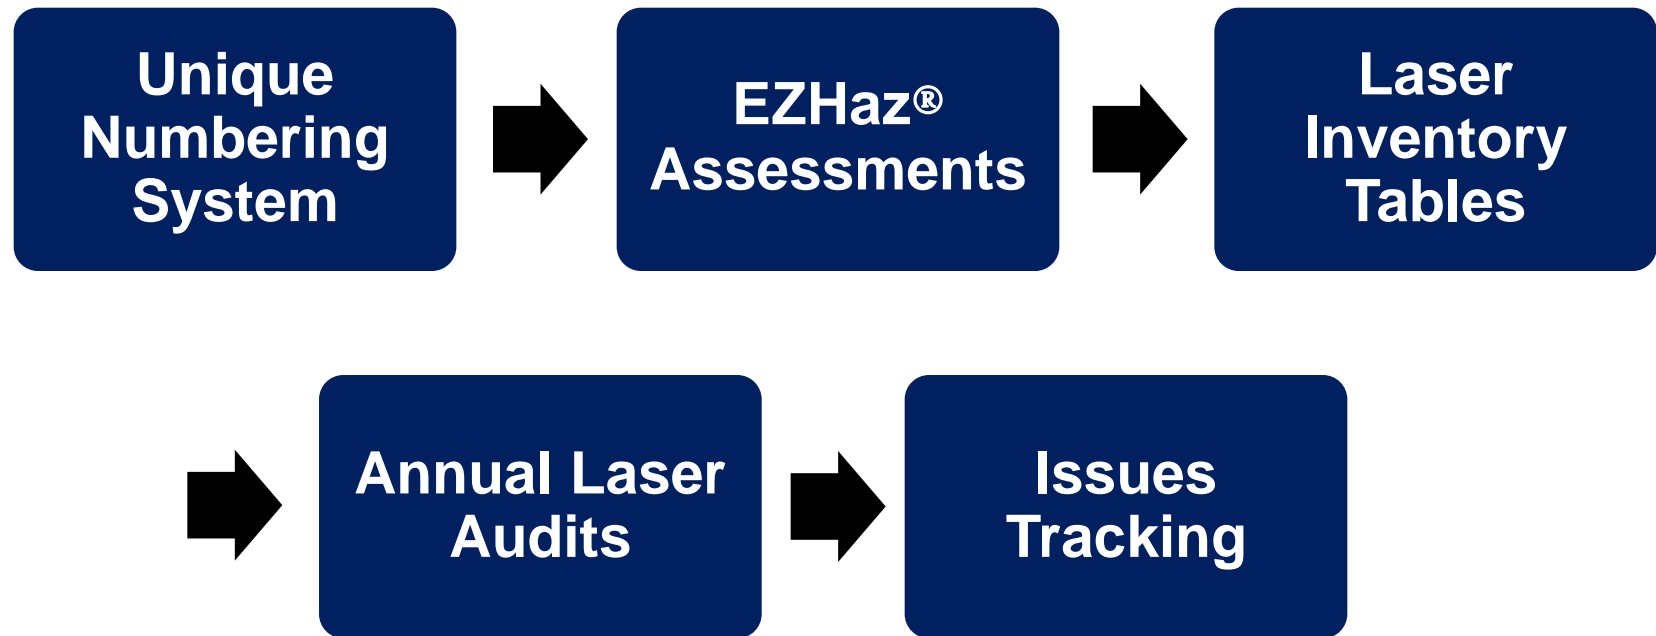 Unique
Numbering
System
EZHaz®
Assessments
Laser
Inventory
Tables
Annual Laser
Audits
Issues
Tracking